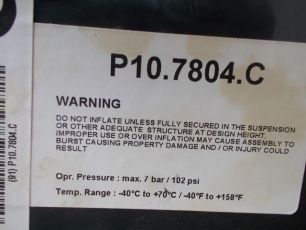 P10.7804.C
WARNING
DO NOT INFLATE UNLESS FULLY SECURED IN THE SUSPENSION
OR OTHER ADEQUATE STRUCTURE AT DESIGN HEIGHT.
IMPROPER USE OR OVER INFLATION MAY CAUSE ASSEMBLY TO
BURST CAUSING PROPERTY DAMAGE AND / OR INJURY COULD
RESULT
Opr. Pressure : max. 7 bar / 102 psi
Temp. Range : -40°C to +70°C / -40°F to +158°F
(91) P10.7804.C